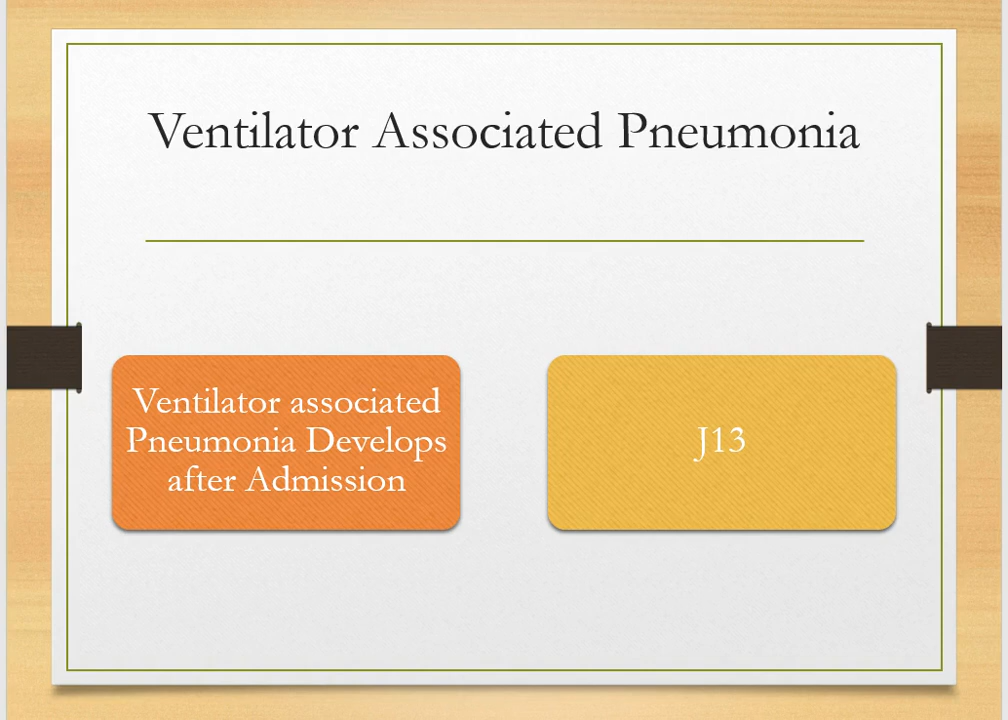 Ventilator Associated Pneumonia
Ventilator associated
Pneumonia Develops
after Admission
J13